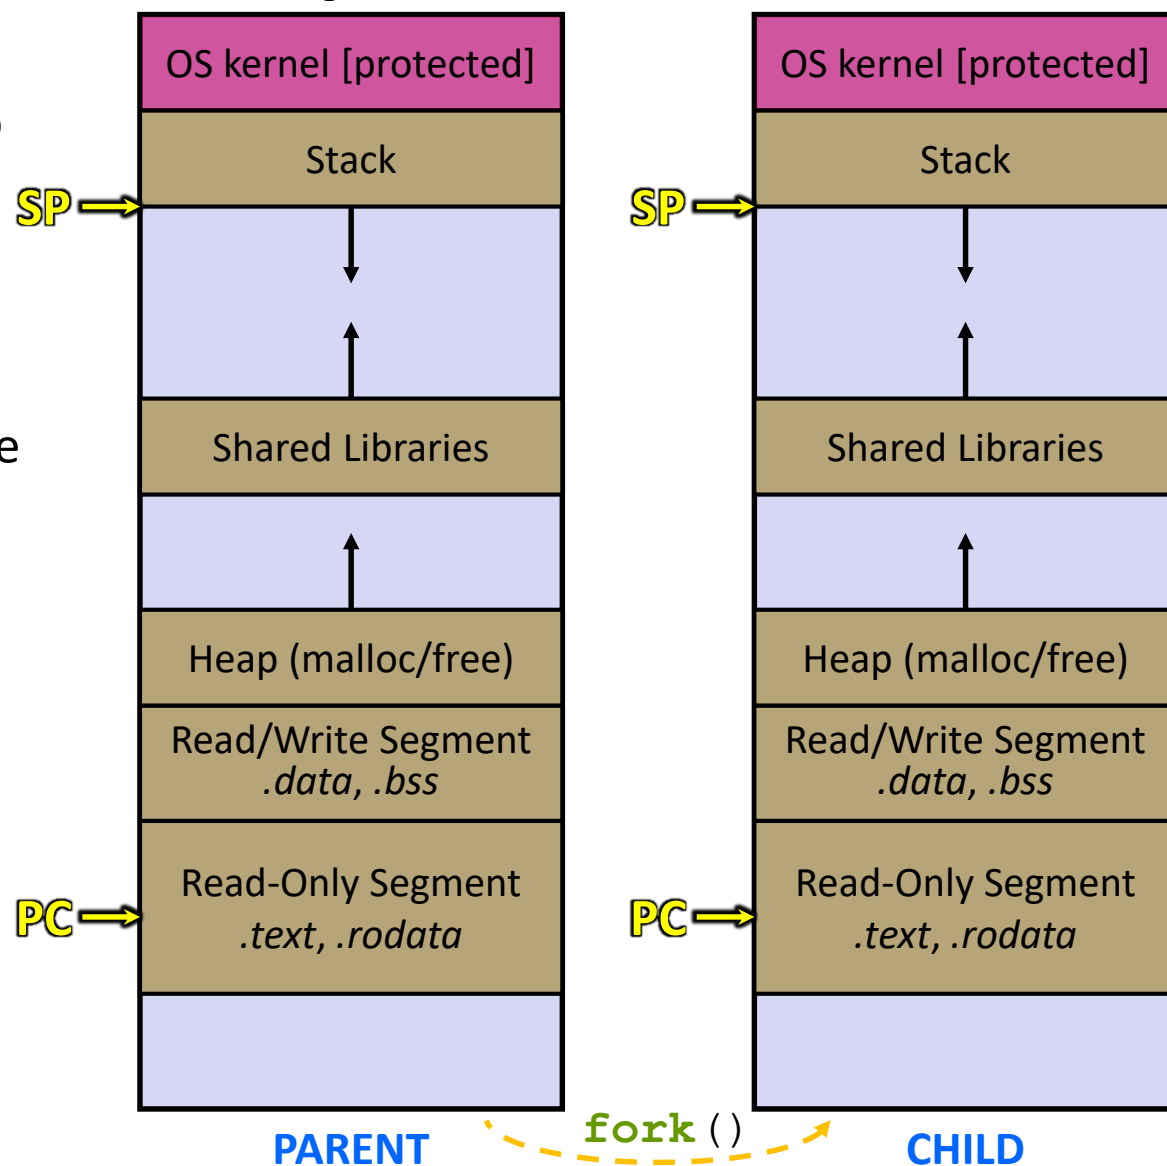 OS kernel [protected]
Stack
SP
Shared Libraries
Heap (malloc/free)
Read/Write Segment
.data, .bss
Read-Only Segment
.text, .rodata
PC
PARENT
fork()
OS kernel [protected]
Stack
SP
Shared Libraries
Heap (malloc/free)
Read/Write Segment
.data, .bss
Read-Only Segment
.text, .rodata
PC
CHILD
e